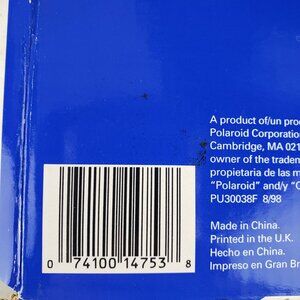 A product of/un pro
Polaroid Corporation
Cambridge, MA 021
owner of the tradem
propietaria de las m
"Polaroid" and/y "C
PU30038F 8/98
Made in China.
Printed in the U.K.
Hecho en China.
Impreso en Gran Br
0 74100 14753 8